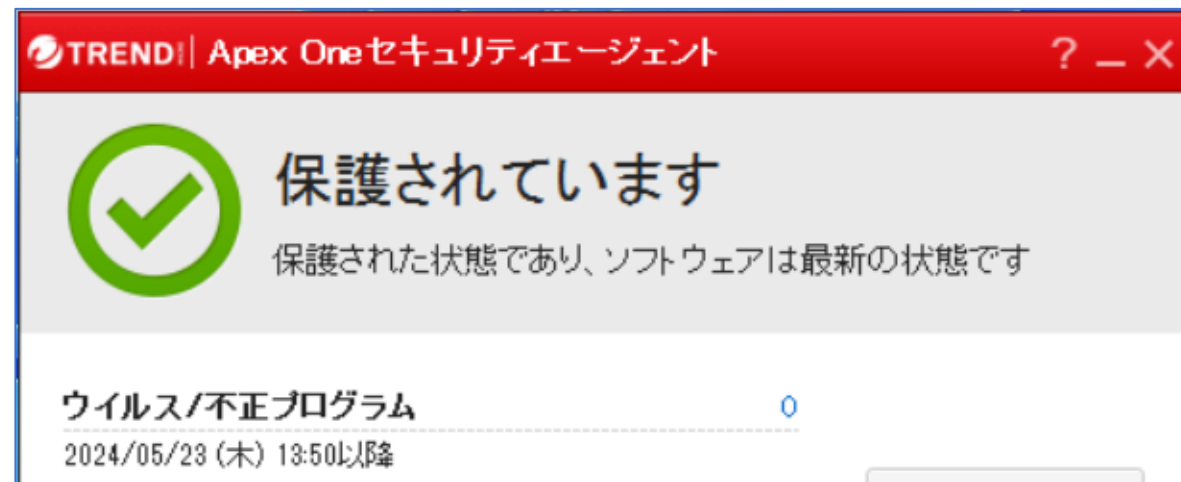 TREND | Apex Oneセキュリティエージェント ? _ ×
保護されています
保護された状態であり、ソフトウェアは最新の状態です
ウイルス/不正プログラム 0
2024/05/23 (木) 13:50以降